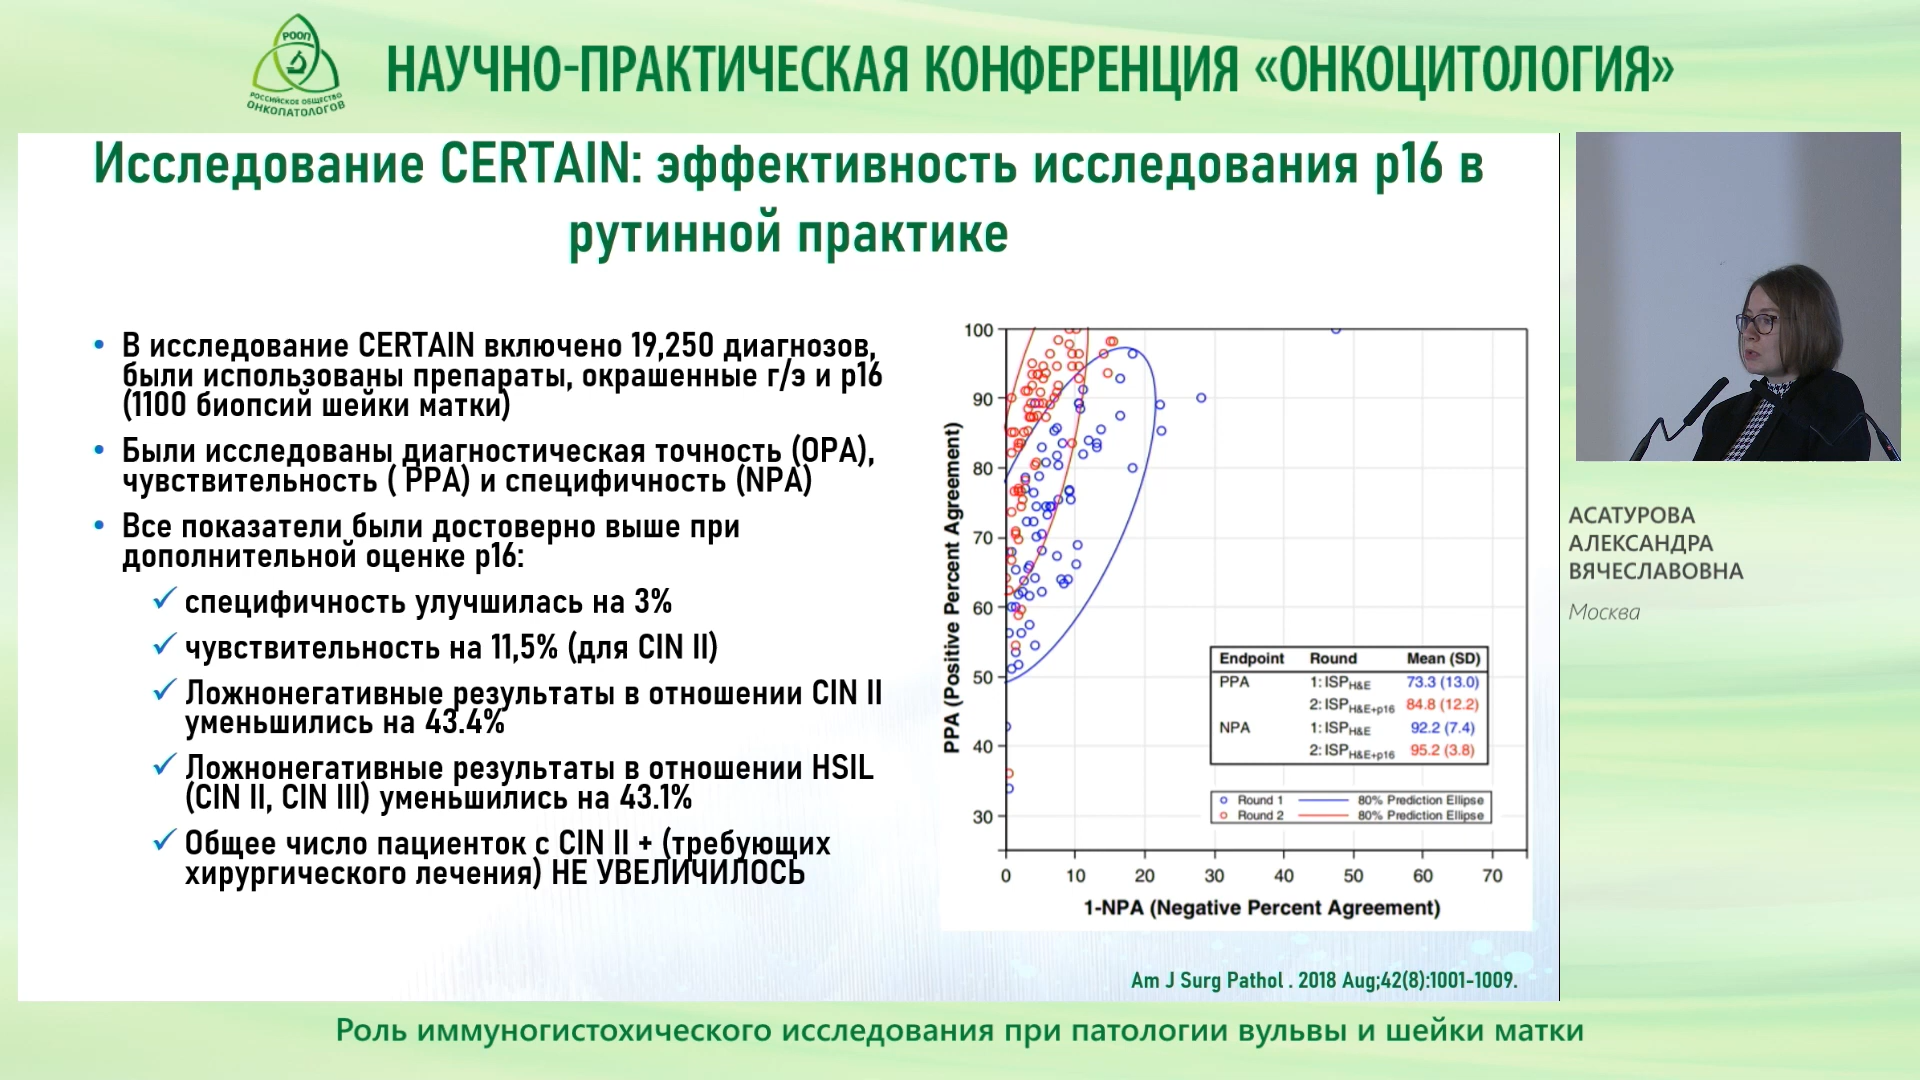 РООП
РОССИЙСКОЕ ОБЩЕСТВО
ОНКОПАТОЛОГОВ
НАУЧНО-ПРАКТИЧЕСКАЯ КОНФЕРЕНЦИЯ «ОНКОЦИТОЛОГИЯ»
Исследование CERTAIN: эффективность исследования p16 в
рутинной практике
• В исследование CERTAIN включено 19,250 диагнозов,
были использованы препараты, окрашенные г/э и p16
(1100 биопсий шейки матки)
• Были исследованы диагностическая точность (OPA),
чувствительность ( PPA) и специфичность (NPA)
• Все показатели были достоверно выше при
дополнительной оценке p16:
✓ специфичность улучшилась на 3%
✓ чувствительность на 11,5% (для CIN II)
✓ Ложнонегативные результаты в отношении CIN II
уменьшились на 43.4%
✓ Ложнонегативные результаты в отношении HSIL
(CIN II, CIN III) уменьшились на 43.1%
✓ Общее число пациенток с CIN II + (требующих
хирургического лечения) НЕ УВЕЛИЧИЛОСЬ
PPA (Positive Percent Agreement)
100
90
80
70
60
50
40
30
Endpoint Round Mean (SD)
PPA 1: ISPH&E 73.3 (13.0)
2: ISPH&E+p16 84.8 (12.2)
NPA 1: ISPH&E 92.2 (7.4)
2: ISPH&E+p16 95.2 (3.8)
Round 1 80% Prediction Ellipse
Round 2 80% Prediction Ellipse
0 10 20 30 40 50 60 70
1-NPA (Negative Percent Agreement)
Am J Surg Pathol . 2018 Aug;42(8):1001-1009.
АСАТУРОВА
АЛЕКСАНДРА
ВЯЧЕСЛАВОВНА
Москва
Роль иммуногистохического исследования при патологии вульвы и шейки матки